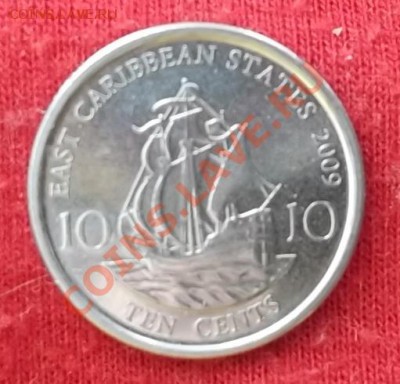 COINS.LAVE.RU
EAST CARIBBEAN STATES 2009
10 10
TEN CENTS
COINS.LAVE.RU